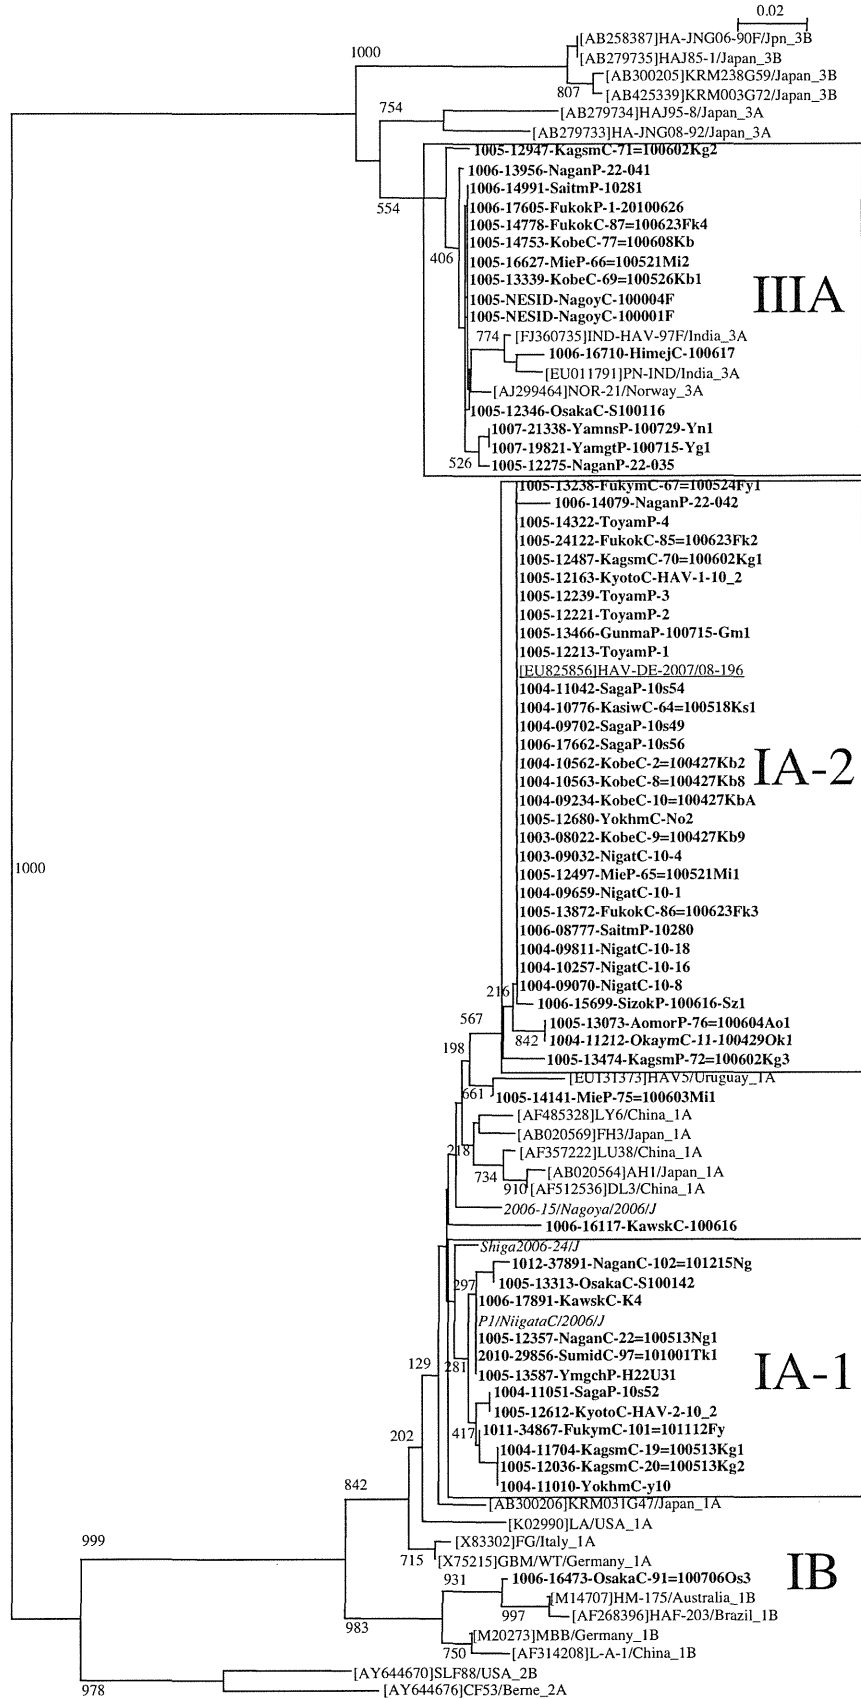 0.02
[AB258387]HA-JNG06-90F/Jpn_3B
1000
[AB279735]HAJ85-1/Japan_3B
[AB300205]KRM238G59/Japan_3B
807
[AB425339]KRM003G72/Japan_3B
754
[AB279734]HAJ95-8/Japan_3A
[AB279733]HA-JNG08-92/Japan_3A
1005-12947-KagsmC-71=100602Kg2
1006-13956-NaganP-22-041
1006-14991-SaitmP-10281
554
1006-17605-FukokP-1-20100626
1005-14778-FukokC-87=100623Fk4
1005-14753-KobeC-77=100608Kb
406
1005-16627-MieP-66=100521Mi2
1005-13339-KobeC-69=100526Kb1
IIIA
1005-NESID-NagoyC-100004F
1005-NESID-NagoyC-100001F
774
[FJ360735]IND-HAV-97F/India_3A
1006-16710-HimejC-100617
[EU011791]PN-IND/India_3A
[AJ299464]NOR-21/Norway_3A
1005-12346-OsakaC-S100116
1007-21338-YamnsP-100729-Yn1
1007-19821-YamgtP-100715-Yg1
526
1005-12275-NaganP-22-035
1005-13238-FukymC-67=100524Fy1
1006-14079-NaganP-22-042
1005-14322-ToyamP-4
1005-24122-FukokC-85=100623Fk2
1005-12487-KagsmC-70=100602Kg1
1005-12163-KyotoC-HAV-1-10_2
1005-12239-ToyamP-3
1005-12221-ToyamP-2
1005-13466-GunmaP-100715-Gm1
1005-12213-ToyamP-1
[EU825856]HAV-DE-2007/08-196
1004-11042-SagaP-10s54
1004-10776-KasiwC-64=100518Ks1
1004-09702-SagaP-10s49
1006-17662-SagaP-10s56
1004-10562-KobeC-2=100427Kb2
IA-2
1004-10563-KobeC-8=100427Kb8
1004-09234-KobeC-10=100427KbA
1005-12680-YokhmC-No2
1003-08022-KobeC-9=100427Kb9
1003-09032-NigatC-10-4
1000
1005-12497-MieP-65=100521Mi1
1004-09659-NigatC-10-1
1005-13872-FukokC-86=100623Fk3
1006-08777-SaitmP-10280
1004-09811-NigatC-10-18
1004-10257-NigatC-10-16
1004-09070-NigatC-10-8
216
1006-15699-SizokP-100616-Sz1
567
1005-13073-AomorP-76=100604Ao1
842
1004-11212-OkaymC-11-100429Ok1
198
1005-13474-KagsmP-72=100602Kg3
[EU131373]HAV5/Uruguay_1A
661
1005-14141-MieP-75=100603Mi1
[AF485328]LY6/China_1A
[AB020569]FH3/Japan_1A
218
[AF357222]LU38/China_1A
734
[AB020564]AH1/Japan_1A
910
[AF512536]DL3/China_1A
2006-15/Nagoya/2006/J
1006-16117-KawskC-100616
Shiga2006-24/J
1012-37891-NaganC-102=101215Ng
297
1005-13313-OsakaC-S100142
1006-17891-KawskC-K4
P1/NiigataC/2006/J
1005-12357-NaganC-22=100513Ng1
2010-29856-SumidC-97=101001Tk1
129
281
1005-13587-YmgchP-H22U31
IA-1
1004-11051-SagaP-10s52
1005-12612-KyotoC-HAV-2-10_2
1011-34867-FukymC-101=101112Fy
202
417
1004-11704-KagsmC-19=100513Kg1
1005-12036-KagsmC-20=100513Kg2
842
1004-11010-YokhmC-y10
[AB300206]KRM031G47/Japan_1A
[K02990]LA/USA_1A
999
[X83302]FG/Italy_1A
715
[X75215]GBM/WT/Germany_1A
IB
931
1006-16473-OsakaC-91=100706Os3
[M14707]HM-175/Australia_1B
997
[AF268396]HAF-203/Brazil_1B
983
[M20273]MBB/Germany_1B
750
[AF314208]L-A-1/China_1B
[AY644670]SLF88/USA_2B
978
[AY644676]CF53/Berne_2A